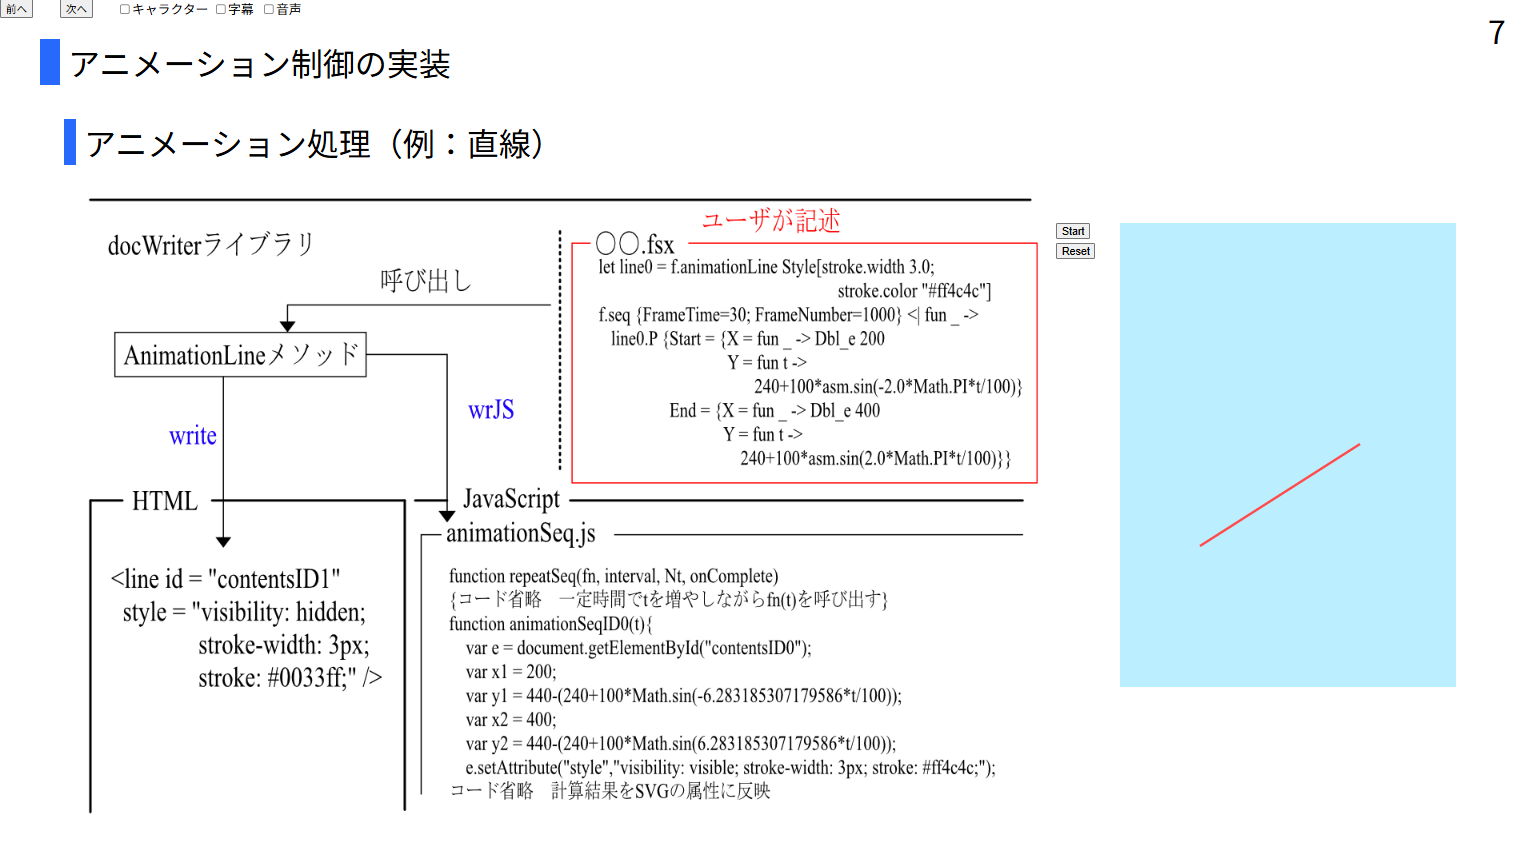 前へ 次へ キャラクター 字幕 音声
7
アニメーション制御の実装
アニメーション処理（例：直線）
docWriterライブラリ
呼び出し
AnimationLineメソッド
write
wrJS
ユーザが記述
〇〇.fsx
let line0 = f.animationLine Style[stroke.width 3.0;
stroke.color "#ff4c4c"]
f.seq {FrameTime=30; FrameNumber=1000} <| fun _ ->
line0.P {Start = {X = fun _ -> Dbl_e 200
Y = fun t ->
240+100*asm.sin(-2.0*Math.PI*t/100)}
End = {X = fun _ -> Dbl_e 400
Y = fun t ->
240+100*asm.sin(2.0*Math.PI*t/100)}}
Start
Reset
HTML
<line id = "contentsID1"
style = "visibility: hidden;
stroke-width: 3px;
stroke: #0033ff;" />
JavaScript
animationSeq.js
function repeatSeq(fn, interval, Nt, onComplete)
{コード省略　一定時間でtを増やしながらfn(t)を呼び出す}
function animationSeqID0(t){
var e = document.getElementById("contentsID0");
var x1 = 200;
var y1 = 440-(240+100*Math.sin(-6.283185307179586*t/100));
var x2 = 400;
var y2 = 440-(240+100*Math.sin(6.283185307179586*t/100));
e.setAttribute("style","visibility: visible; stroke-width: 3px; stroke: #ff4c4c;");
コード省略　計算結果をSVGの属性に反映